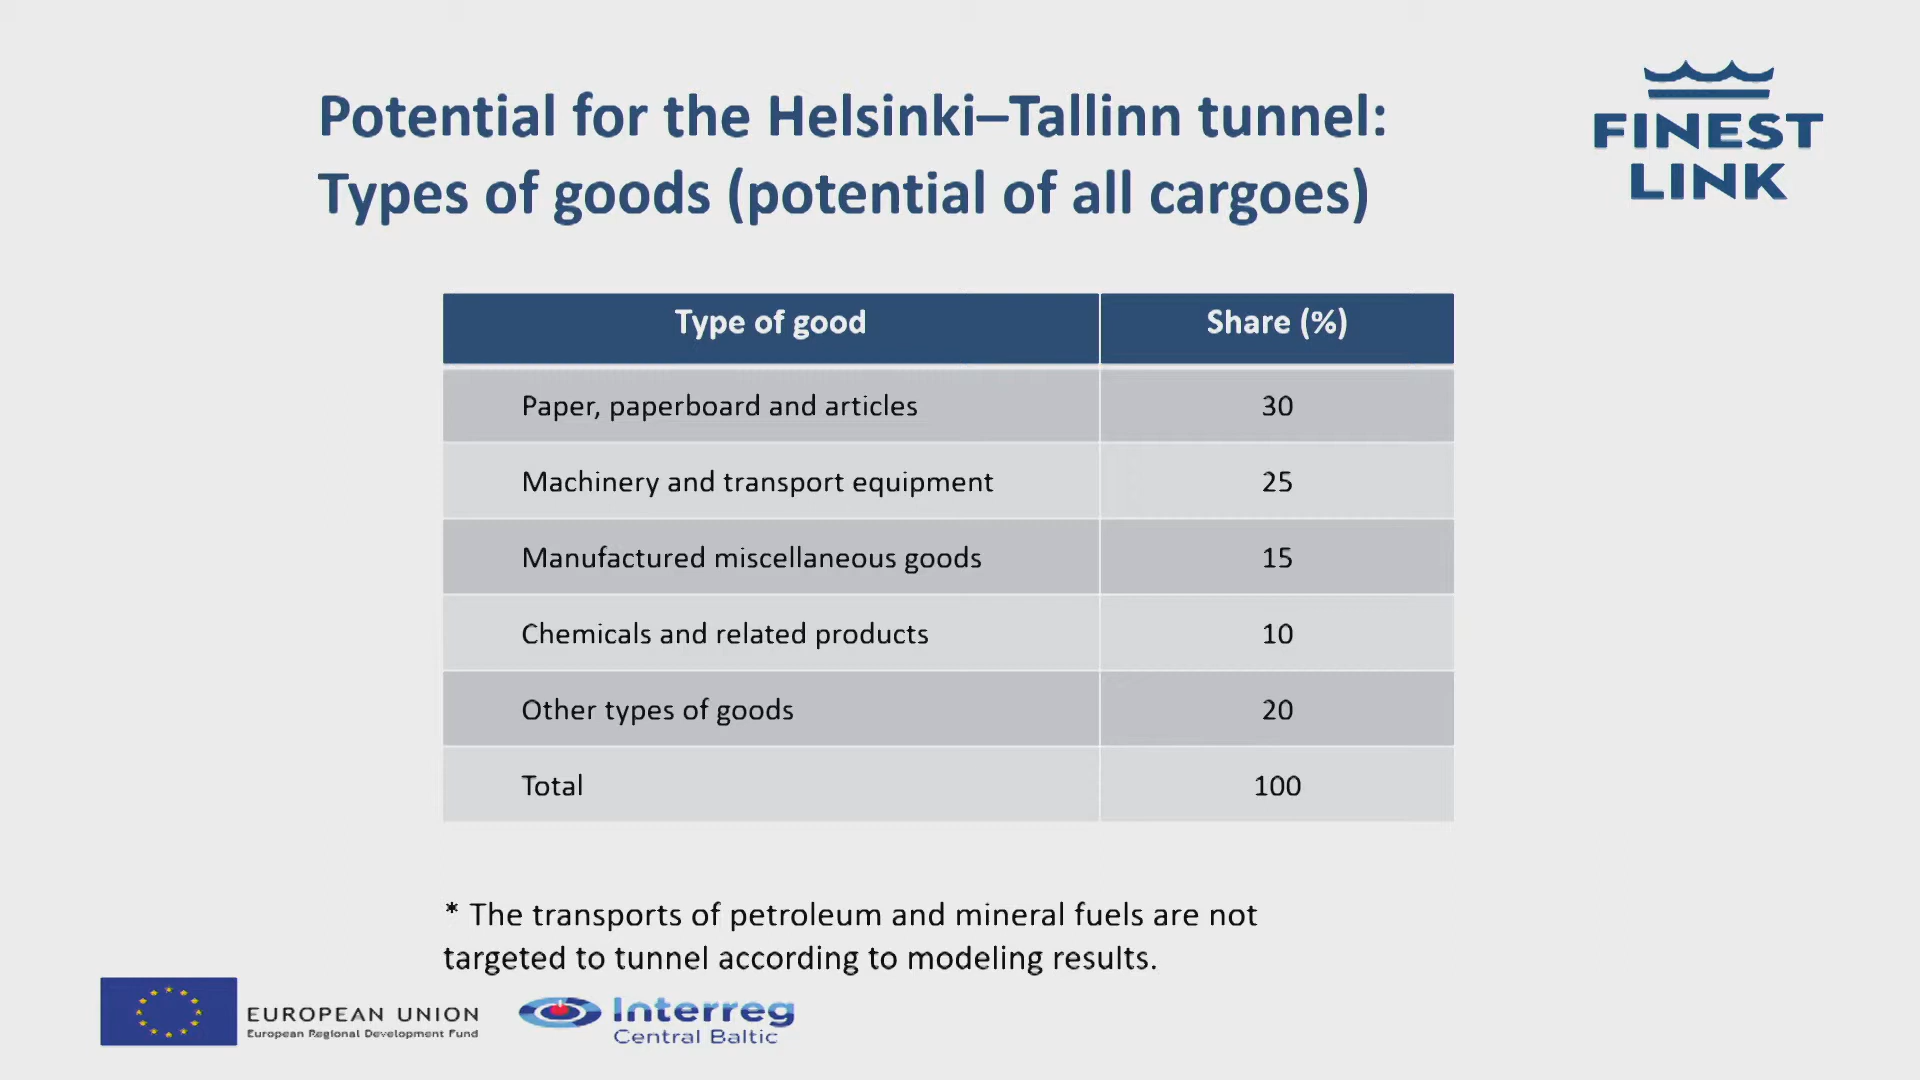 Potential for the Helsinki–Tallinn tunnel:
Types of goods (potential of all cargoes)
FINEST
LINK
Type of good Share (%)
Paper, paperboard and articles 30
Machinery and transport equipment 25
Manufactured miscellaneous goods 15
Chemicals and related products 10
Other types of goods 20
Total 100
* The transports of petroleum and mineral fuels are not
targeted to tunnel according to modeling results.
EUROPEAN UNION
European Regional Development Fund
Interreg
Central Baltic